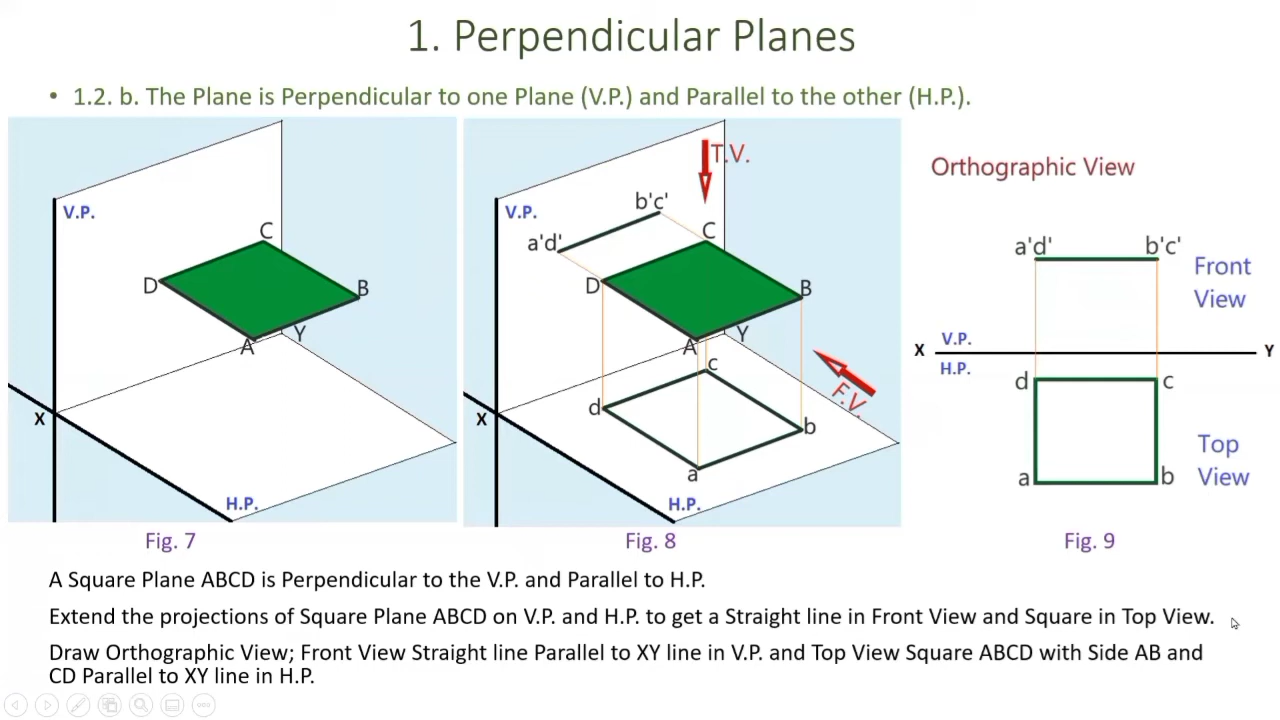 1. Perpendicular Planes
• 1.2. b. The Plane is Perpendicular to one Plane (V.P.) and Parallel to the other (H.P.).
V.P.
C
D
B
A
Y
X
H.P.
Fig. 7
T.V.
b'c'
V.P.
a'd'
C
D
B
A
Y
c
F.V.
d
X
b
a
H.P.
Fig. 8
Orthographic View
a'd'
b'c'
Front
View
V.P.
X
Y
H.P.
d
c
Top
View
a
b
Fig. 9
A Square Plane ABCD is Perpendicular to the V.P. and Parallel to H.P.
Extend the projections of Square Plane ABCD on V.P. and H.P. to get a Straight line in Front View and Square in Top View.
Draw Orthographic View; Front View Straight line Parallel to XY line in V.P. and Top View Square ABCD with Side AB and
CD Parallel to XY line in H.P.